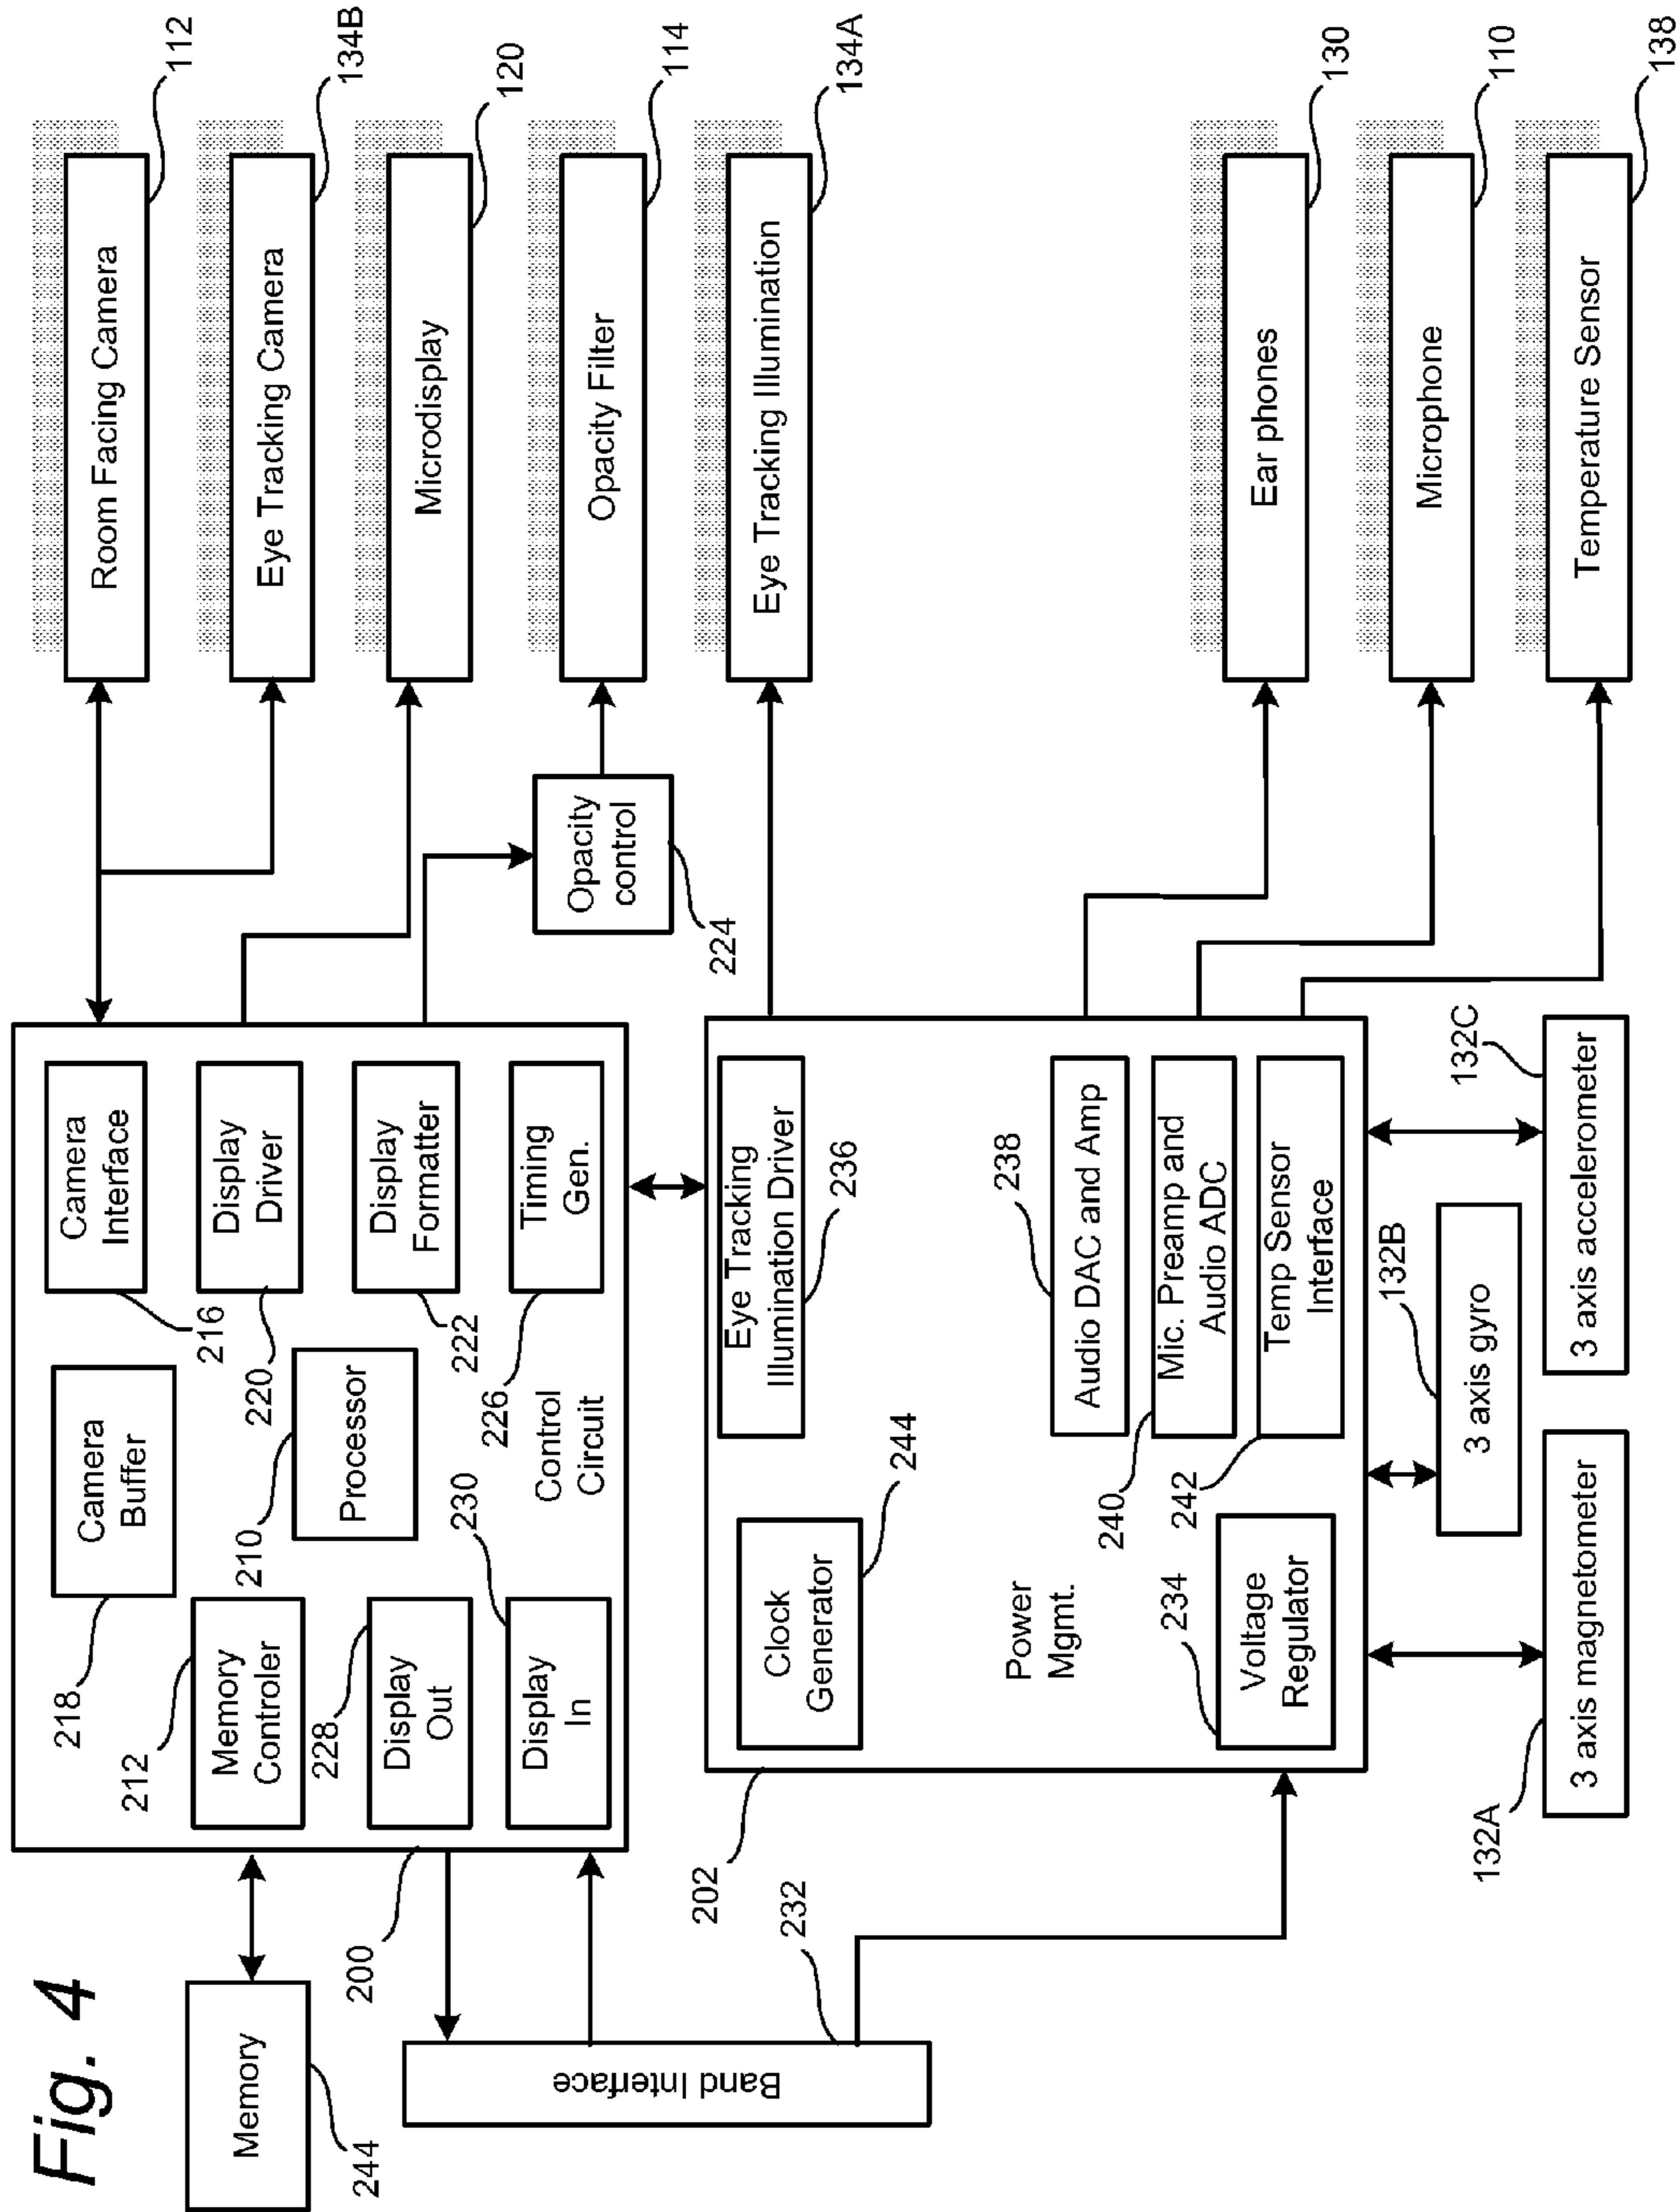 Fig. 4
Memory
244
Band Interface
232
200
202
212
Memory
Controler
218
Camera
Buffer
216
Camera
Interface
228
Display
Out
210
Processor
220
Display
Driver
230
Display
In
222
Display
Formatter
226
Timing
Gen.
Control
Circuit
Clock
Generator
244
Eye Tracking
Illumination Driver
236
Power
Mgmt.
234
Voltage
Regulator
238
Audio DAC and Amp
240
Mic. Preamp and
Audio ADC
242
Temp Sensor
Interface
132A
3 axis magnetometer
132B
3 axis gyro
132C
3 axis accelerometer
224
Opacity
control
Room Facing Camera
112
Eye Tracking Camera
134B
Microdisplay
120
Opacity Filter
114
Eye Tracking Illumination
134A
Ear phones
130
Microphone
110
Temperature Sensor
138